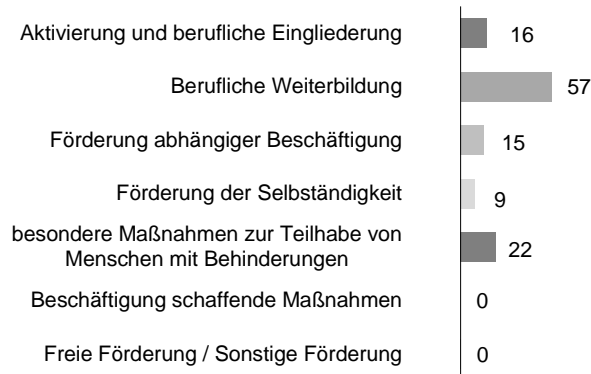 Aktivierung und berufliche Eingliederung 16
Berufliche Weiterbildung 57
Förderung abhängiger Beschäftigung 15
Förderung der Selbständigkeit 9
besondere Maßnahmen zur Teilhabe von
Menschen mit Behinderungen 22
Beschäftigung schaffende Maßnahmen 0
Freie Förderung / Sonstige Förderung 0